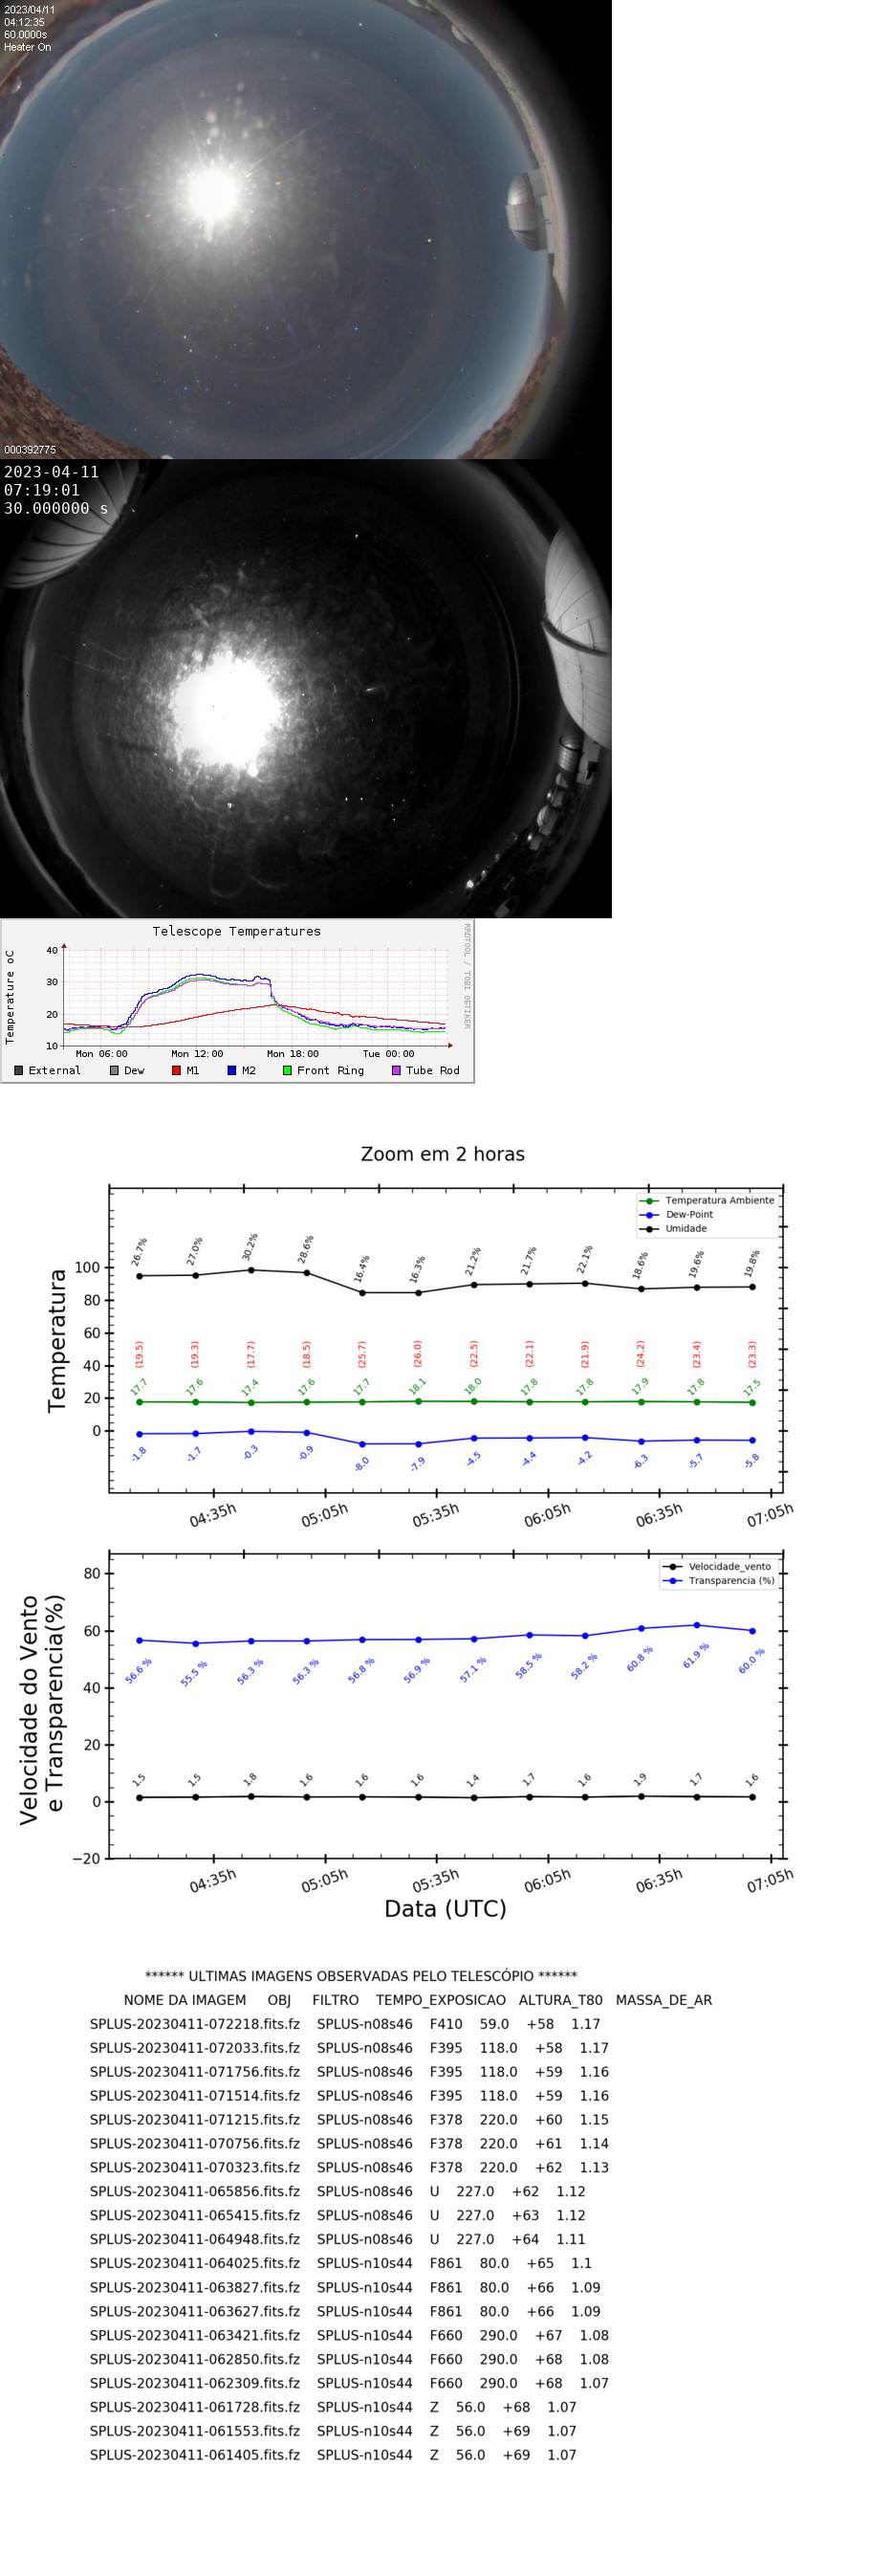 2023/04/11
04:12:35
60.0000s
Heater On
000392775
2023-04-11
07:19:01
30.000000 s
Telescope Temperatures
RRDTOOL / TOBI OETIKER
Temperature oC
40
30
20
10
Mon 06:00 Mon 12:00 Mon 18:00 Tue 00:00
External Dew M1 M2 Front Ring Tube Rod
Zoom em 2 horas
Temperatura Ambiente
Dew-Point
Umidade
Temperatura
100
80
60
40
20
0
26.7% 27.0% 30.2% 28.6% 16.4% 16.3% 21.2% 21.7% 22.1% 18.6% 19.6% 19.8%
(19.5) (19.3) (17.7) (18.5) (25.7) (26.0) (22.5) (22.1) (21.9) (24.2) (23.4) (23.3)
17.7 17.6 17.4 17.6 17.7 18.1 18.0 17.8 17.8 17.9 17.8 17.5
-1.8 -1.7 -0.3 -0.9 -8.0 -7.9 -4.5 -4.4 -4.2 -6.3 -5.7 -5.8
04:35h 05:05h 05:35h 06:05h 06:35h 07:05h
Velocidade_vento
Transparencia (%)
Velocidade do Vento
e Transparencia(%)
80
60
40
20
0
−20
56.6 % 55.5 % 56.3 % 56.3 % 56.8 % 56.9 % 57.1 % 58.5 % 58.2 % 60.8 % 61.9 % 60.0 %
1.5 1.5 1.8 1.6 1.6 1.6 1.4 1.7 1.6 1.9 1.7 1.6
04:35h 05:05h 05:35h 06:05h 06:35h 07:05h
Data (UTC)
****** ULTIMAS IMAGENS OBSERVADAS PELO TELESCÓPIO ******
NOME DA IMAGEM OBJ FILTRO TEMPO_EXPOSICAO ALTURA_T80 MASSA_DE_AR
SPLUS-20230411-072218.fits.fz SPLUS-n08s46 F410 59.0 +58 1.17
SPLUS-20230411-072033.fits.fz SPLUS-n08s46 F395 118.0 +58 1.17
SPLUS-20230411-071756.fits.fz SPLUS-n08s46 F395 118.0 +59 1.16
SPLUS-20230411-071514.fits.fz SPLUS-n08s46 F395 118.0 +59 1.16
SPLUS-20230411-071215.fits.fz SPLUS-n08s46 F378 220.0 +60 1.15
SPLUS-20230411-070756.fits.fz SPLUS-n08s46 F378 220.0 +61 1.14
SPLUS-20230411-070323.fits.fz SPLUS-n08s46 F378 220.0 +62 1.13
SPLUS-20230411-065856.fits.fz SPLUS-n08s46 U 227.0 +62 1.12
SPLUS-20230411-065415.fits.fz SPLUS-n08s46 U 227.0 +63 1.12
SPLUS-20230411-064948.fits.fz SPLUS-n08s46 U 227.0 +64 1.11
SPLUS-20230411-064025.fits.fz SPLUS-n10s44 F861 80.0 +65 1.1
SPLUS-20230411-063827.fits.fz SPLUS-n10s44 F861 80.0 +66 1.09
SPLUS-20230411-063627.fits.fz SPLUS-n10s44 F861 80.0 +66 1.09
SPLUS-20230411-063421.fits.fz SPLUS-n10s44 F660 290.0 +67 1.08
SPLUS-20230411-062850.fits.fz SPLUS-n10s44 F660 290.0 +68 1.08
SPLUS-20230411-062309.fits.fz SPLUS-n10s44 F660 290.0 +68 1.07
SPLUS-20230411-061728.fits.fz SPLUS-n10s44 Z 56.0 +68 1.07
SPLUS-20230411-061553.fits.fz SPLUS-n10s44 Z 56.0 +69 1.07
SPLUS-20230411-061405.fits.fz SPLUS-n10s44 Z 56.0 +69 1.07